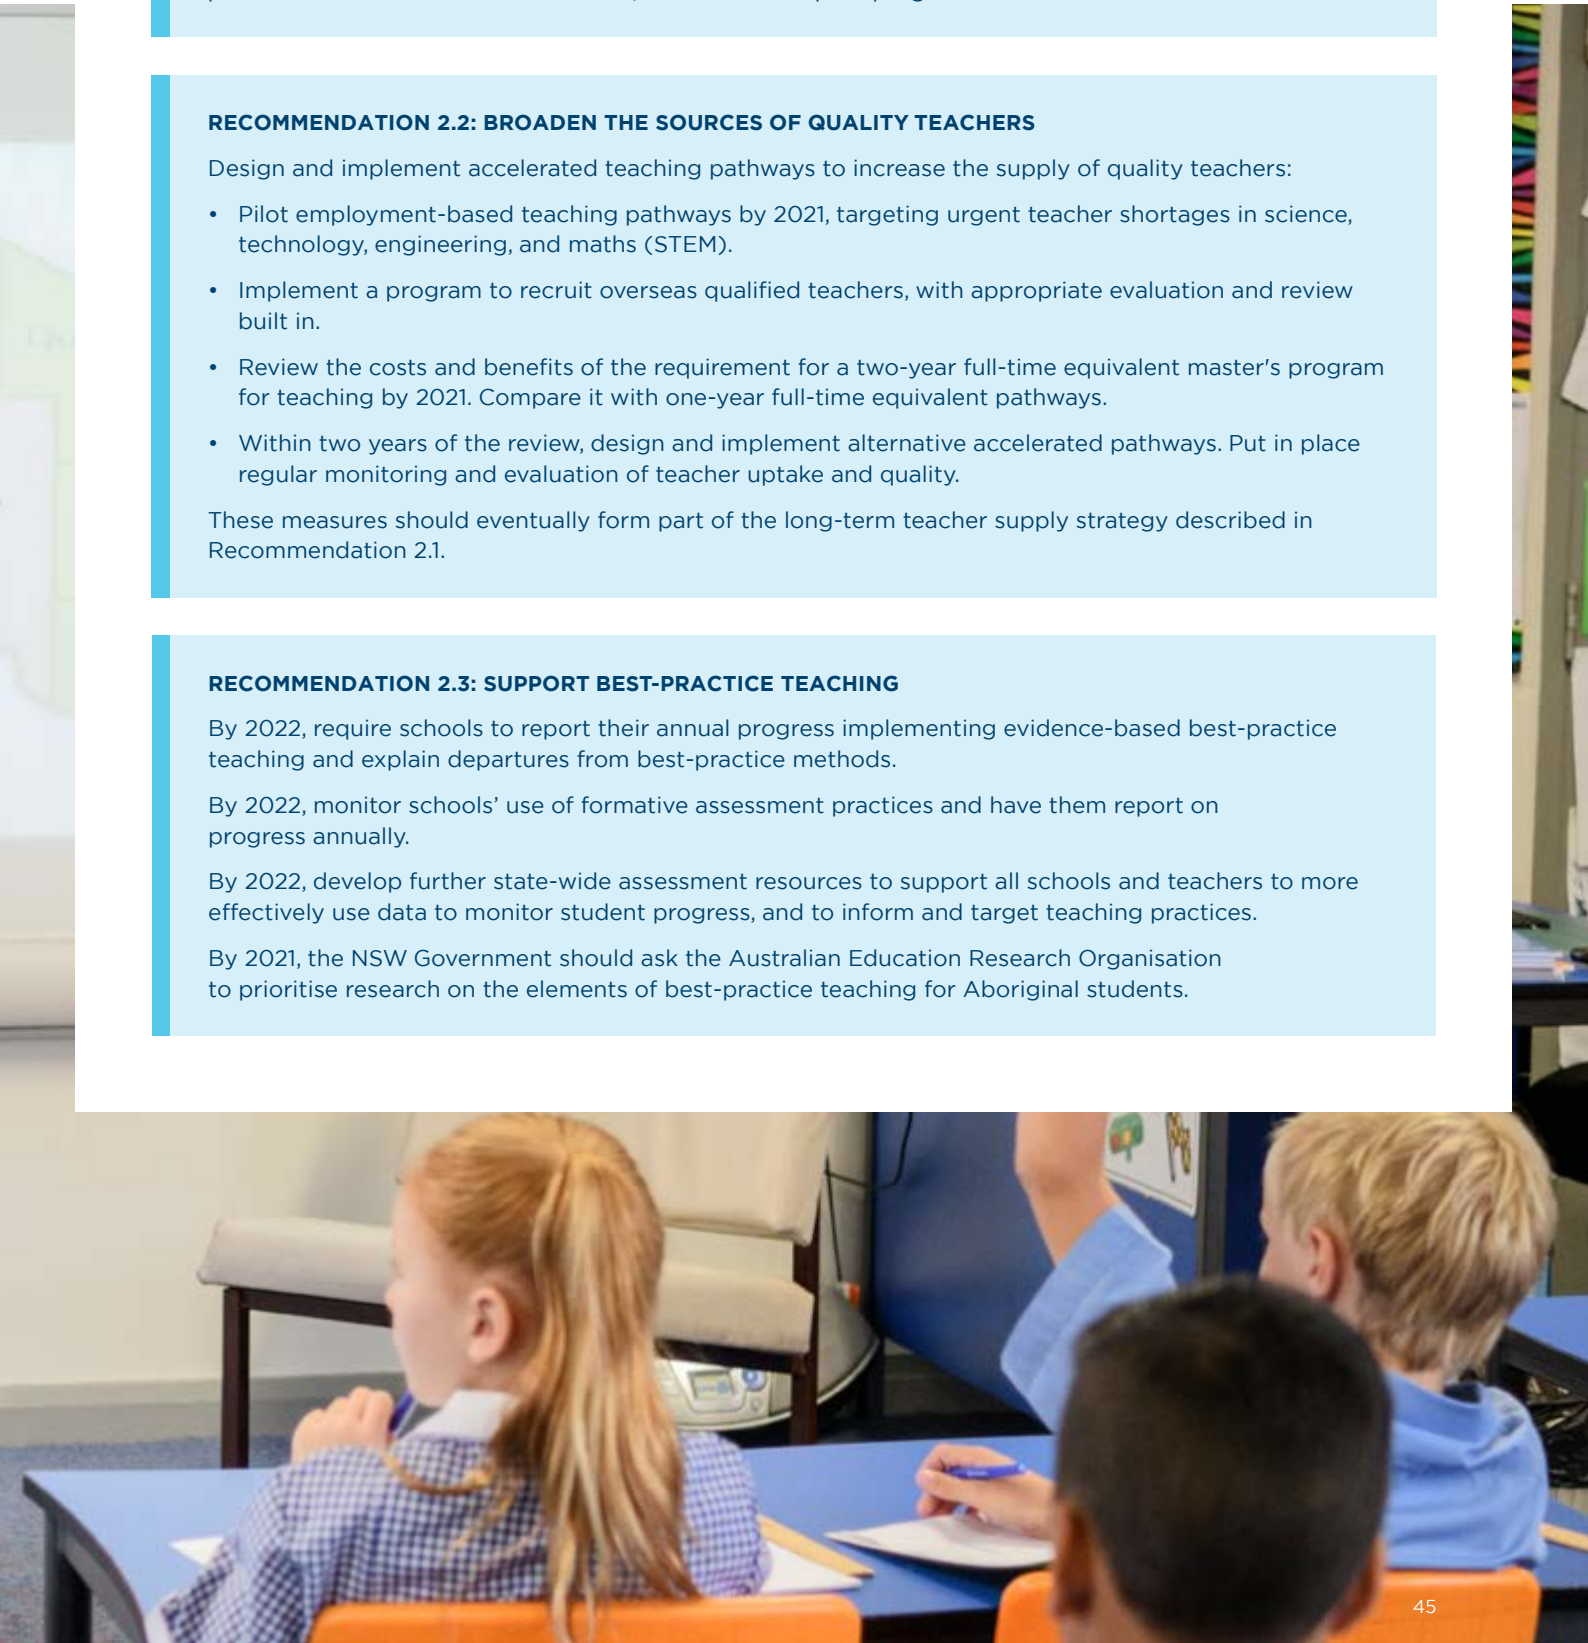 RECOMMENDATION 2.2: BROADEN THE SOURCES OF QUALITY TEACHERS
Design and implement accelerated teaching pathways to increase the supply of quality teachers:
• Pilot employment-based teaching pathways by 2021, targeting urgent teacher shortages in science,
technology, engineering, and maths (STEM).
• Implement a program to recruit overseas qualified teachers, with appropriate evaluation and review
built in.
• Review the costs and benefits of the requirement for a two-year full-time equivalent master's program
for teaching by 2021. Compare it with one-year full-time equivalent pathways.
• Within two years of the review, design and implement alternative accelerated pathways. Put in place
regular monitoring and evaluation of teacher uptake and quality.
These measures should eventually form part of the long-term teacher supply strategy described in
Recommendation 2.1.
RECOMMENDATION 2.3: SUPPORT BEST-PRACTICE TEACHING
By 2022, require schools to report their annual progress implementing evidence-based best-practice
teaching and explain departures from best-practice methods.
By 2022, monitor schools’ use of formative assessment practices and have them report on
progress annually.
By 2022, develop further state-wide assessment resources to support all schools and teachers to more
effectively use data to monitor student progress, and to inform and target teaching practices.
By 2021, the NSW Government should ask the Australian Education Research Organisation
to prioritise research on the elements of best-practice teaching for Aboriginal students.
45